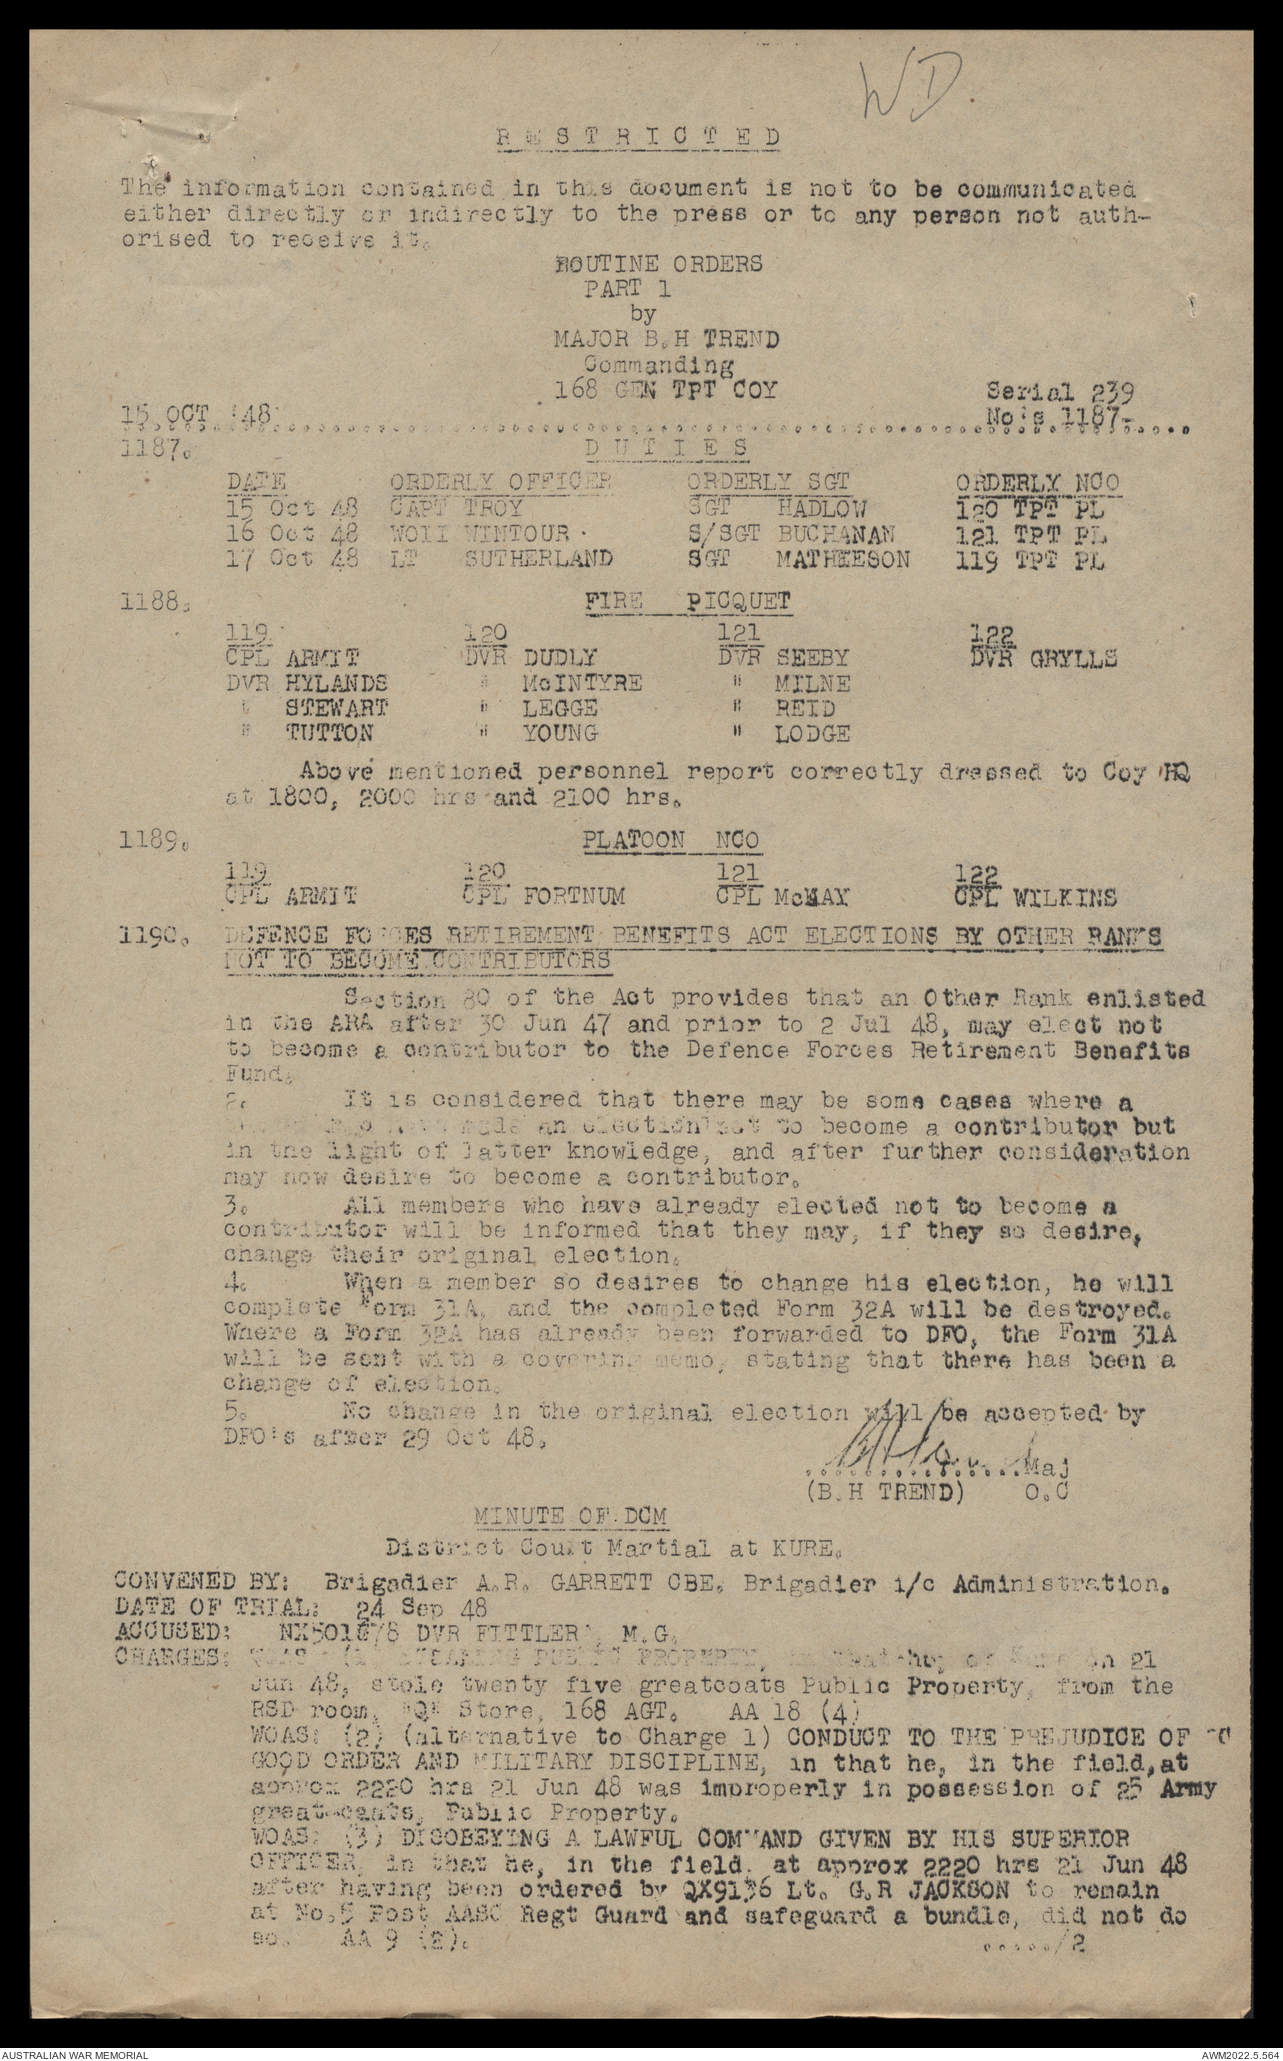 WD.
RESTRICTED
The information contained in this document is not to be communicated
either directly or indirectly to the press or to any person not auth-
orised to receive it.
ROUTINE ORDERS
PART 1
by
MAJOR B.H TREND
Commanding
168 GEN TPT COY
Serial 239
15 OCT '48 No's 1187-
1187. DUTIES
DATE ORDERLY OFFICER ORDERLY SGT ORDERLY NCO
15 Oct 48 CAPT TROY SGT HADLOW 120 TPT PL
16 Oct 48 WOII WINTOUR S/SGT BUCHANAN 121 TPT PL
17 Oct 48 LT SUTHERLAND SGT MATHIESON 119 TPT PL
1188. FIRE PICQUET
119 120 121 122
CPL ARMIT DVR DUDLY DVR SEEBY DVR GRYLLS
DVR HYLANDS " McINTYRE " MILNE
" STEWART " LEGGE " REID
" TUTTON " YOUNG " LODGE
Above mentioned personnel report correctly dressed to Coy HQ
at 1800, 2000 hrs and 2100 hrs.
1189. PLATOON NCO
119 120 121 122
CPL ARMIT CPL FORTNUM CPL McKAY CPL WILKINS
1190. DEFENCE FORCES RETIREMENT BENEFITS ACT ELECTIONS BY OTHER RANKS
NOT TO BECOME CONTRIBUTORS
Section 80 of the Act provides that an Other Rank enlisted
in the ARA after 30 Jun 47 and prior to 2 Jul 48, may elect not
to become a contributor to the Defence Forces Retirement Benefits
Fund.
2. It is considered that there may be some cases where a
have made an election not to become a contributor but
in the light of latter knowledge, and after further consideration
may now desire to become a contributor.
3. All members who have already elected not to become a
contributor will be informed that they may, if they so desire,
change their original election.
4. When a member so desires to change his election, he will
complete Form 31A, and the completed Form 32A will be destroyed.
Where a Form 32A has already been forwarded to DFO, the Form 31A
will be sent with a covering memo, stating that there has been a
change of election.
5. No change in the original election will be accepted by
DFO's after 29 Oct 48.
................Maj
(B.H TREND) O.C
MINUTE OF DCM
District Court Martial at KURE.
CONVENED BY: Brigadier A.R. GARRETT CBE, Brigadier i/c Administration.
DATE OF TRIAL: 24 Sep 48
ACCUSED: DVR FITTLER, M.G.
CHARGES: WOAS: (1) STEALING PUBLIC PROPERTY, in that he, at Kure on 21
Jun 48, stole twenty five greatcoats Public Property, from the
RSD room, "Q" Store, 168 AGT. AA 18 (4)
WOAS: (2) (alternative to Charge 1) CONDUCT TO THE PREJUDICE OF
GOOD ORDER AND MILITARY DISCIPLINE, in that he, in the field, at
approx 2220 hrs 21 Jun 48 was improperly in possession of 25 Army
great-coats, Public Property.
WOAS: (3) DISOBEYING A LAWFUL COMMAND GIVEN BY HIS SUPERIOR
OFFICER, in that he, in the field, at approx 2220 hrs 21 Jun 48
after having been ordered by QX9136 Lt. G.R JACKSON to remain
at No.5 Post AASC Regt Guard and safeguard a bundle, did not do
so. AA 9 (2).
...../2
AUSTRALIAN WAR MEMORIAL AWM2022.5.564